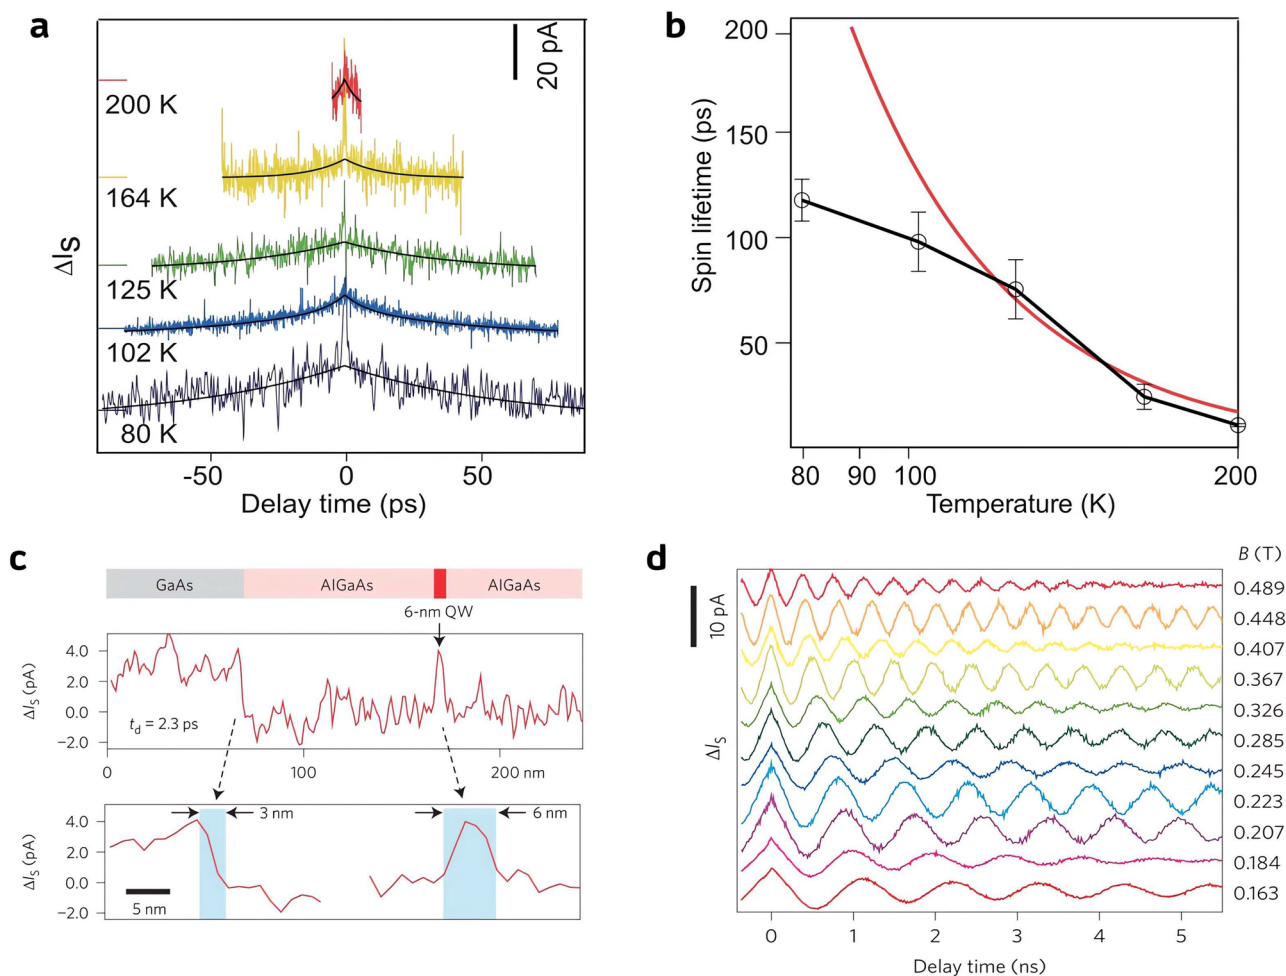 a
20 pA
200 K
164 K
125 K
102 K
80 K
ΔIs
-50 0 50
Delay time (ps)
b
200
150
100
50
Spin lifetime (ps)
80 90 100 200
Temperature (K)
c
GaAs AlGaAs AlGaAs
6-nm QW
4.0
2.0
0.0
−2.0
ΔIS (pA)
td = 2.3 ps
0 100 200 nm
3 nm 6 nm
4.0
2.0
0.0
−2.0
ΔIS (pA)
5 nm
d
B (T)
10 pA
0.489
0.448
0.407
0.367
0.326
0.285
0.245
0.223
0.207
0.184
0.163
ΔIS
0 1 2 3 4 5
Delay time (ns)